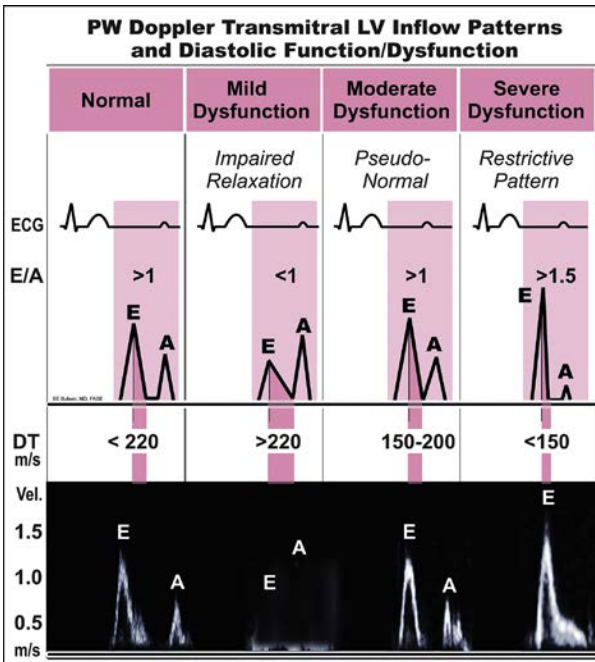 PW Doppler Transmitral LV Inflow Patterns
and Diastolic Function/Dysfunction
Normal
Mild
Dysfunction
Moderate
Dysfunction
Severe
Dysfunction
Impaired
Relaxation
Pseudo-
Normal
Restrictive
Pattern
ECG
E/A
>1
<1
>1
>1.5
E
A
E
A
E
A
E
A
MD, FASE
DT
m/s
< 220
>220
150-200
<150
Vel.
1.5
1.0
0.5
m/s
E
A
E
A
E
A
E